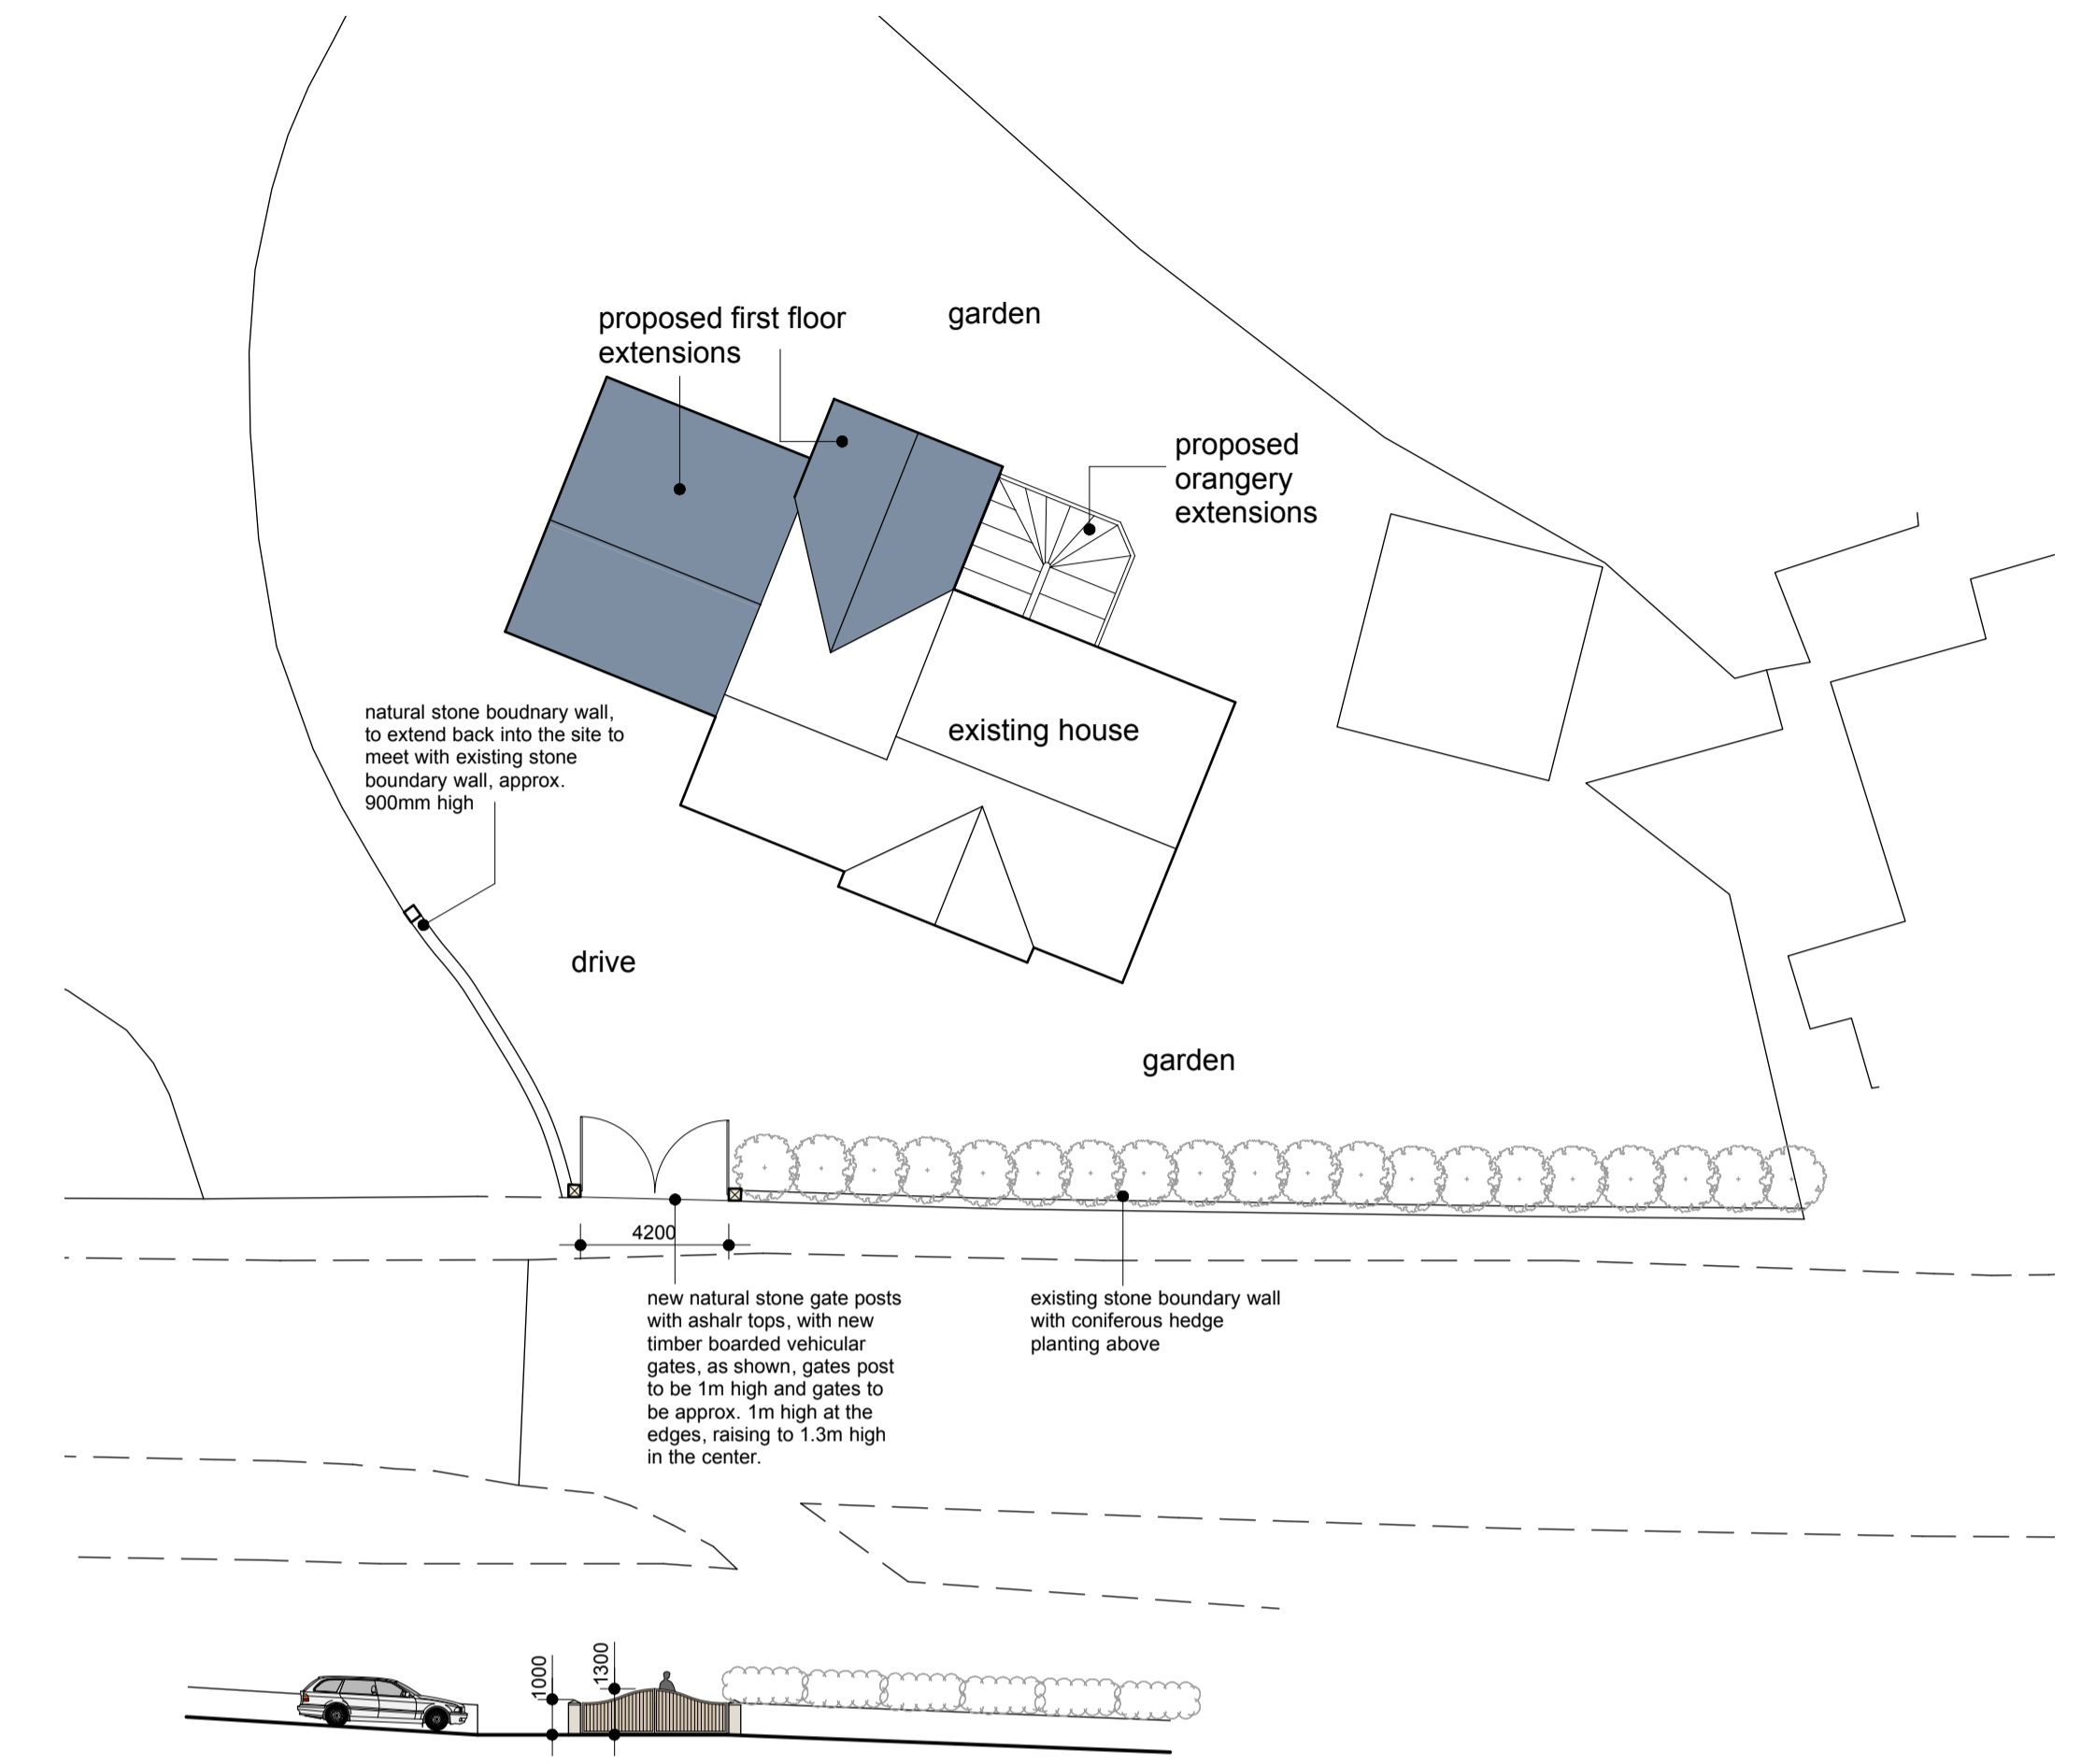 garden
proposed first floor
extensions
proposed
orangery
extensions
natural stone boudnary wall,
to extend back into the site to
meet with existing stone
boundary wall, approx.
900mm high
existing house
drive
garden
4200
new natural stone gate posts
with ashalr tops, with new
timber boarded vehicular
gates, as shown, gates post
to be 1m high and gates to
be approx. 1m high at the
edges, raising to 1.3m high
in the center.
existing stone boundary wall
with coniferous hedge
planting above
1000
1300